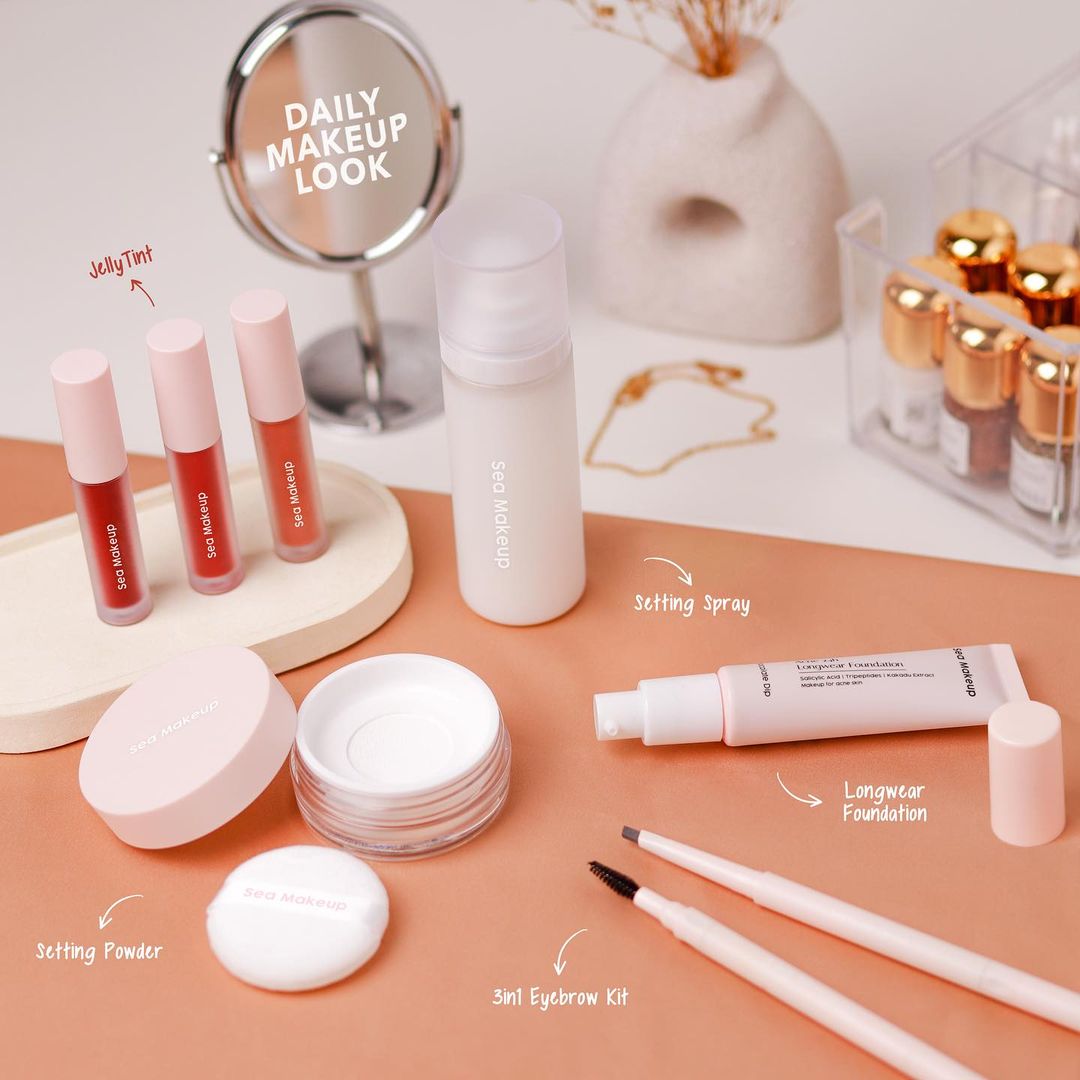 DAILY
MAKEUP
LOOK
JellyTint
Sea Makeup
Sea Makeup
Sea Makeup
Sea Makeup
Setting Spray
Longwear Foundation
Salicylic Acid | Tripeptides | Kakadu Extract
Makeup for acne skin
Sea Makeup
Dip
Sea Makeup
Longwear
Foundation
Sea Makeup
Setting Powder
3in1 Eyebrow Kit